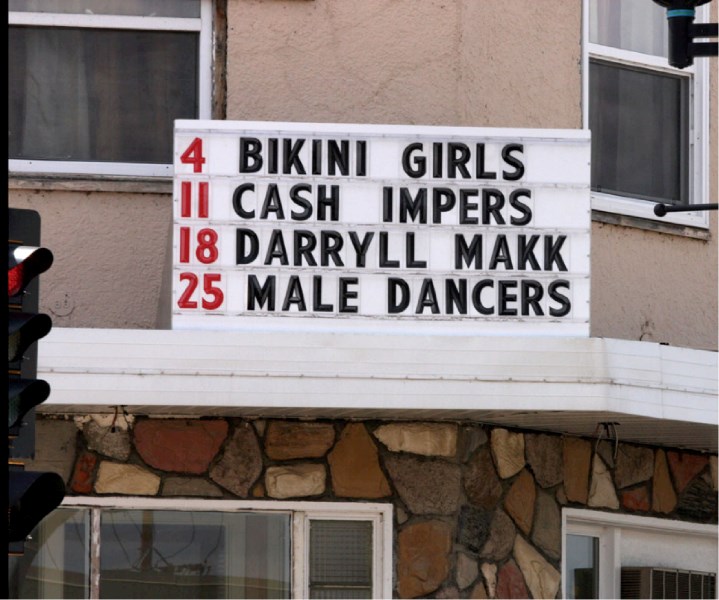 4 BIKINI GIRLS
11 CASH IMPERS
18 DARRYLL MAKK
25 MALE DANCERS